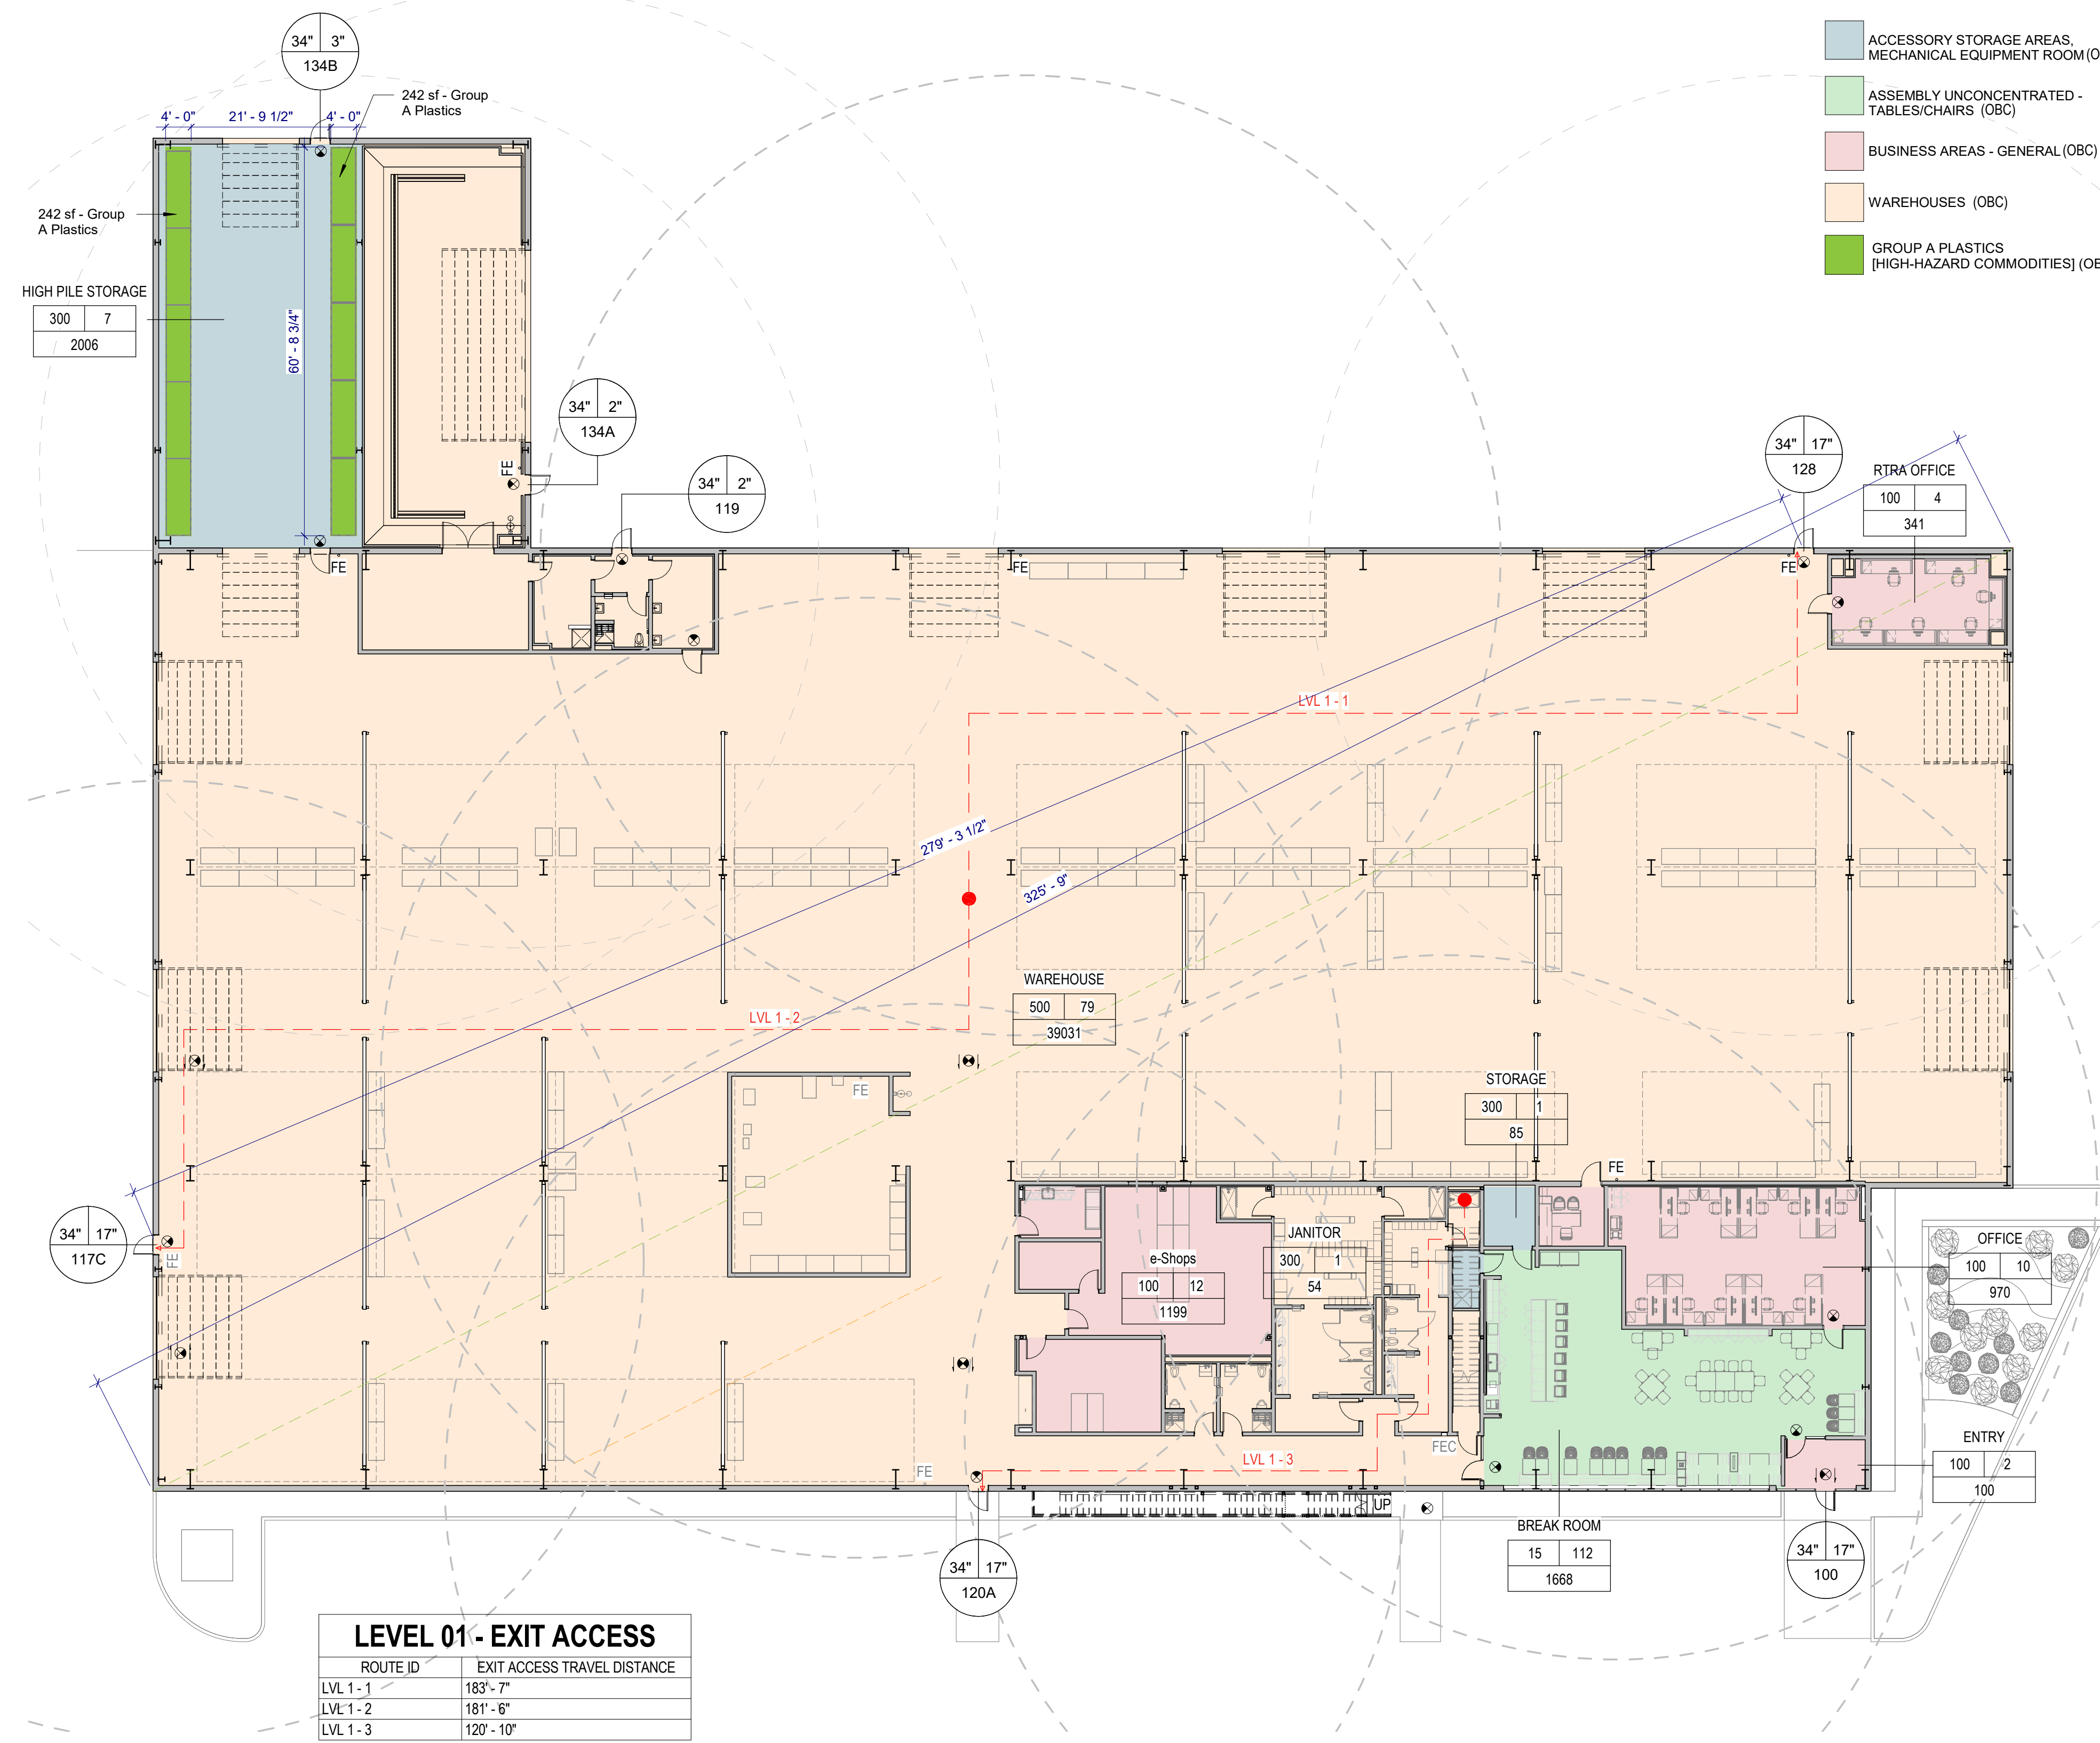 34" 3"
134B
242 sf - Group
A Plastics
4' - 0" 21' - 9 1/2" 4' - 0"
242 sf - Group
A Plastics
HIGH PILE STORAGE
300 7
2006
60' - 8 3/4"
ACCESSORY STORAGE AREAS,
MECHANICAL EQUIPMENT ROOM (O
ASSEMBLY UNCONCENTRATED -
TABLES/CHAIRS (OBC)
BUSINESS AREAS - GENERAL (OBC)
WAREHOUSES (OBC)
GROUP A PLASTICS
[HIGH-HAZARD COMMODITIES] (OB
34" 2"
134A
FE
34" 2"
119
34" 17"
128
RTRA OFFICE
100 4
341
FE
FE
FE
LVL 1 - 1
279' - 3 1/2"
325' - 9"
WAREHOUSE
500 79
39031
LVL 1 - 2
FE
STORAGE
300 1
85
FE
34" 17"
117C
FE
JANITOR
300 1
54
e-Shops
100 12
1199
OFFICE
100 10
970
FEC
LVL 1 - 3
FE
ENTRY
100 2
100
UP
BREAK ROOM
15 112
1668
34" 17"
120A
34" 17"
100
LEVEL 01 - EXIT ACCESS
ROUTE ID EXIT ACCESS TRAVEL DISTANCE
LVL 1 - 1 183' - 7"
LVL 1 - 2 181' - 6"
LVL 1 - 3 120' - 10"